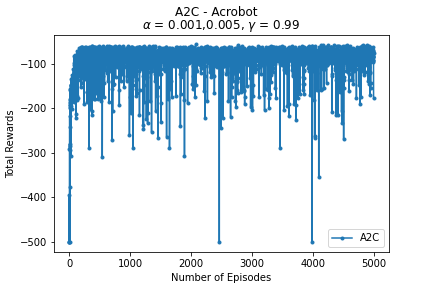 A2C - Acrobot
α = 0.001,0.005, γ = 0.99
Total Rewards
−100
−200
−300
−400
−500
0
1000
2000
3000
4000
5000
Number of Episodes
A2C